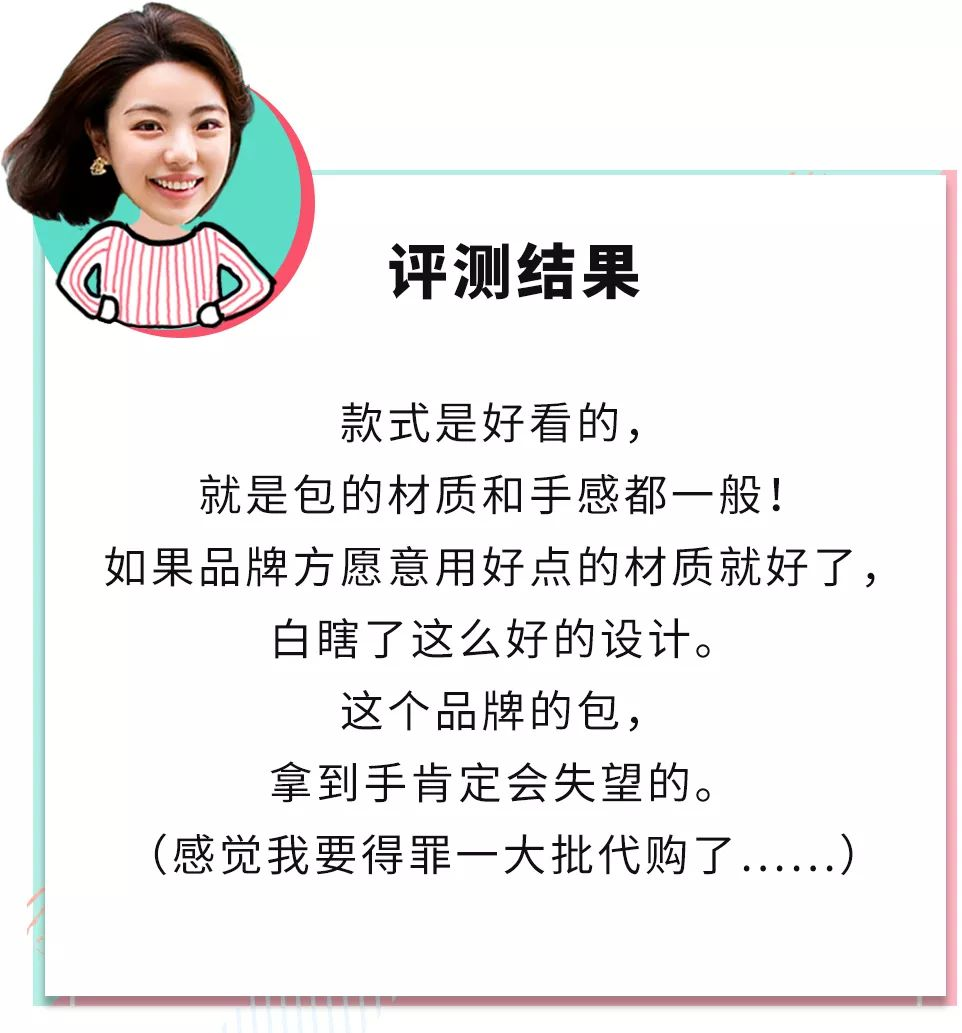 评测结果
款式是好看的，
就是包的材质和手感都一般！
如果品牌方愿意用好点的材质就好了，
白瞎了这么好的设计。
这个品牌的包，
拿到手肯定会失望的。
（感觉我要得罪一大批代购了......）